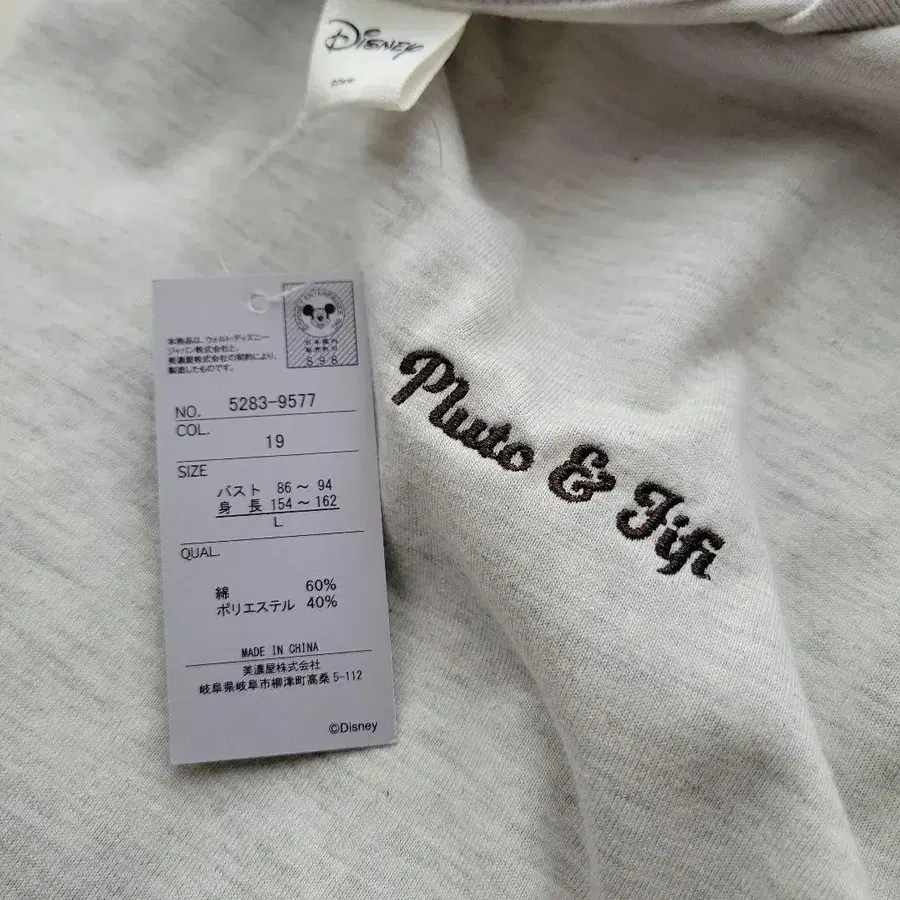 Disney
本商品は、ウォルト・ディズニー・
ジャパン株式会社と、
美濃屋株式会社の契約により、
製造したものです。
898
NO. 5283-9577
COL. 19
SIZE
バスト 86～94
身 長 154～162
L
QUAL.
綿 60%
ポリエステル 40%
MADE IN CHINA
美濃屋株式会社
岐阜県岐阜市柳津町高桑5-112
©Disney
Pluto & Fifi